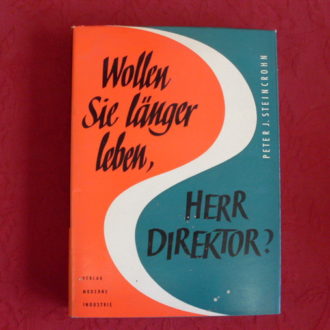 Wollen
Sie länger
leben,
HERR
DIREKTOR?
PETER J. STEINCROHN
VERLAG
MODERNE
INDUSTRIE